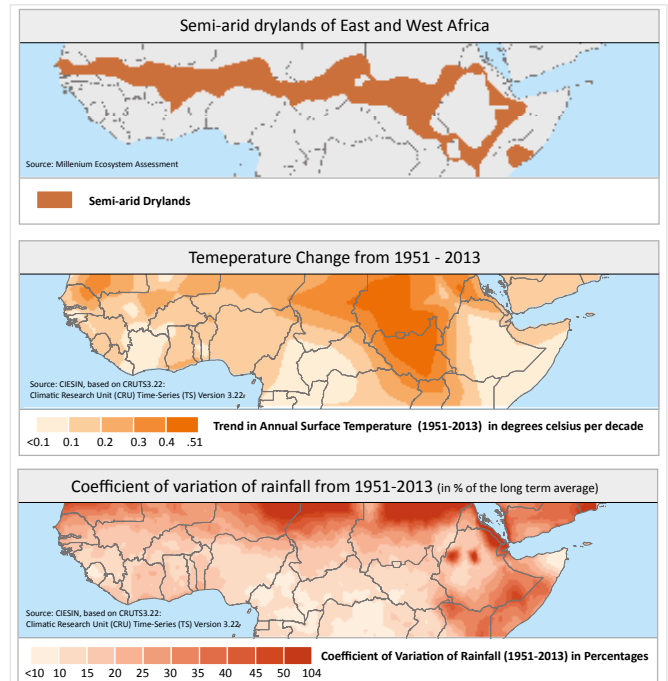 Semi-arid drylands of East and West Africa
Source: Millenium Ecosystem Assessment
Semi-arid Drylands
Temeperature Change from 1951 - 2013
Source: CIESIN, based on CRUTS3.22:
Climatic Research Unit (CRU) Time-Series (TS) Version 3.22.
Trend in Annual Surface Temperature (1951-2013) in degrees celsius per decade
<0.1 0.1 0.2 0.3 0.4 .51
Coefficient of variation of rainfall from 1951-2013 (in % of the long term average)
Source: CIESIN, based on CRUTS3.22:
Climatic Research Unit (CRU) Time-Series (TS) Version 3.22.
Coefficient of Variation of Rainfall (1951-2013) in Percentages
<10 10 15 20 25 30 35 40 45 50 104